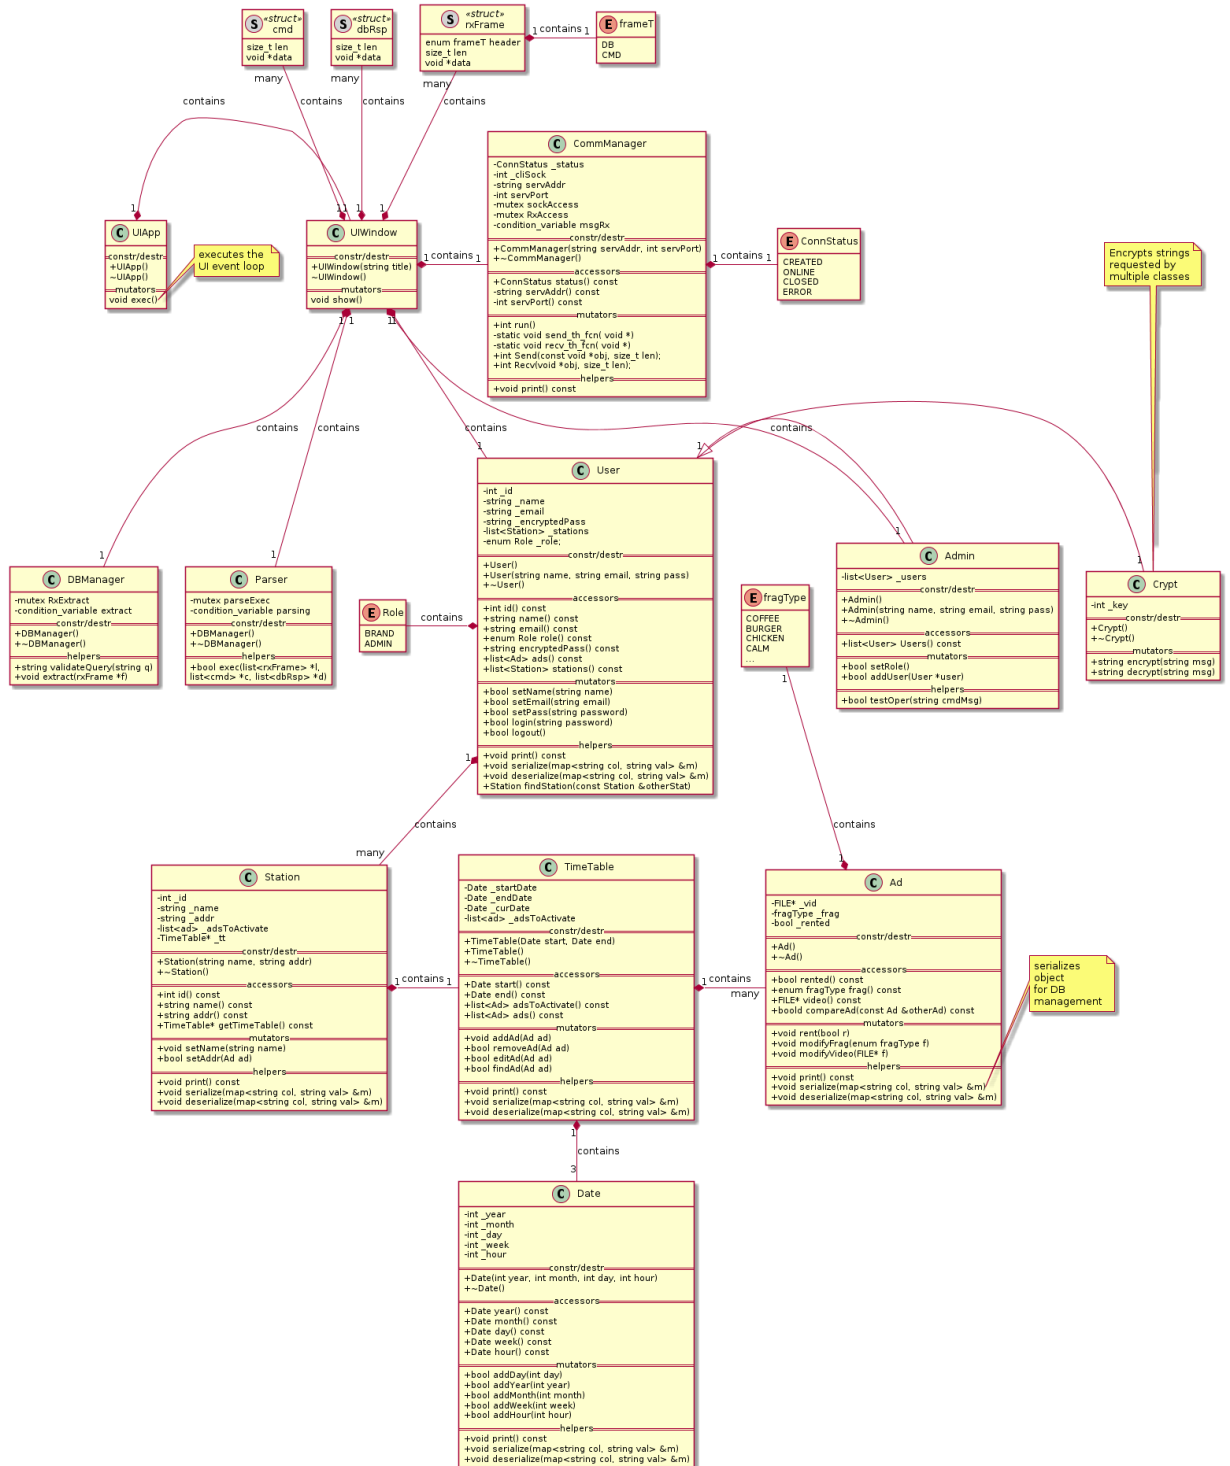 S «struct» cmd
size_t len
void *data
S «struct» dbRsp
size_t len
void *data
S «struct» rxFrame
enum frameT header
size_t len
void *data
1 contains 1
E frameT
DB
CMD
many
many
many
contains
contains
contains
contains
1
1
1
1
1
C UIApp
constr/destr
+UIApp()
~UIApp()
mutators
void exec()
executes the
UI event loop
C UIWindow
constr/destr
+UIWindow(string title)
~UIWindow()
mutators
void show()
1 contains 1
C CommManager
-ConnStatus _status
-int _cliSock
-string servAddr
-int servPort
-mutex sockAccess
-mutex RxAccess
-condition_variable msgRx
constr/destr
+CommManager(string servAddr, int servPort)
+~CommManager()
accessors
+ConnStatus status() const
-string servAddr() const
-int servPort() const
mutators
+int run()
-static void send_th_fcn( void *)
-static void recv_th_fcn( void *)
+int Send(const void *obj, size_t len);
+int Recv(void *obj, size_t len);
helpers
+void print() const
1 contains 1
E ConnStatus
CREATED
ONLINE
CLOSED
ERROR
Encrypts strings
requested by
multiple classes
1
1
1
1
contains
contains
contains
contains
1
1
1
1
1
1
C DBManager
-mutex RxExtract
-condition_variable extract
constr/destr
+DBManager()
+~DBManager()
helpers
+string validateQuery(string q)
+void extract(rxFrame *f)
C Parser
-mutex parseExec
-condition_variable parsing
constr/destr
+DBManager()
+~DBManager()
helpers
+bool exec(list<rxFrame> *l,
list<cmd> *c, list<dbRsp> *d)
E Role
BRAND
ADMIN
contains
C User
-int _id
-string _name
-string _email
-string _encryptedPass
-list<Station> _stations
-enum Role _role;
constr/destr
+User()
+User(string name, string email, string pass)
+~User()
accessors
+int id() const
+string name() const
+string email() const
+enum Role role() const
+string encryptedPass() const
+list<Ad> ads() const
+list<Station> stations() const
mutators
+bool setName(string name)
+bool setEmail(string email)
+bool setPass(string password)
+bool login(string password)
+bool logout()
helpers
+void print() const
+void serialize(map<string col, string val> &m)
+void deserialize(map<string col, string val> &m)
+Station findStation(const Station &otherStat)
E fragType
COFFEE
BURGER
CHICKEN
CALM
...
C Admin
-list<User> _users
constr/destr
+Admin()
+Admin(string name, string email, string pass)
+~Admin()
accessors
+list<User> Users() const
mutators
+bool setRole()
+bool addUser(User *user)
helpers
+bool testOper(string cmdMsg)
C Crypt
-int _key
constr/destr
+Crypt()
+~Crypt()
mutators
+string encrypt(string msg)
+string decrypt(string msg)
1
contains
many
1
contains
1
C Station
-int _id
-string _name
-string _addr
-list<ad> _adsToActivate
-TimeTable* _tt
constr/destr
+Station(string name, string addr)
+~Station()
accessors
+int id() const
+string name() const
+string addr() const
+TimeTable* getTimeTable() const
mutators
+void setName(string name)
+bool setAddr(Ad ad)
helpers
+void print() const
+void serialize(map<string col, string val> &m)
+void deserialize(map<string col, string val> &m)
1 contains 1
C TimeTable
-Date _startDate
-Date _endDate
-Date _curDate
-list<ad> _adsToActivate
constr/destr
+TimeTable(Date start, Date end)
+TimeTable()
+~TimeTable()
accessors
+Date start() const
+Date end() const
+list<Ad> adsToActivate() const
+list<Ad> ads() const
mutators
+void addAd(Ad ad)
+bool removeAd(Ad ad)
+bool editAd(Ad ad)
+bool findAd(Ad ad)
helpers
+void print() const
+void serialize(map<string col, string val> &m)
+void deserialize(map<string col, string val> &m)
1 contains
many
C Ad
-FILE* _vid
-fragType _frag
-bool _rented
constr/destr
+Ad()
+~Ad()
accessors
+bool rented() const
+enum fragType frag() const
+FILE* video() const
+boold compareAd(const Ad &otherAd) const
mutators
+void rent(bool r)
+void modifyFrag(enum fragType f)
+void modifyVideo(FILE* f)
helpers
+void print() const
+void serialize(map<string col, string val> &m)
+void deserialize(map<string col, string val> &m)
serializes
object
for DB
management
1
contains
3
C Date
-int _year
-int _month
-int _day
-int _week
-int _hour
constr/destr
+Date(int year, int month, int day, int hour)
+~Date()
accessors
+Date year() const
+Date month() const
+Date day() const
+Date week() const
+Date hour() const
mutators
+bool addDay(int day)
+bool addYear(int year)
+bool addMonth(int month)
+bool addWeek(int week)
+bool addHour(int hour)
helpers
+void print() const
+void serialize(map<string col, string val> &m)
+void deserialize(map<string col, string val> &m)